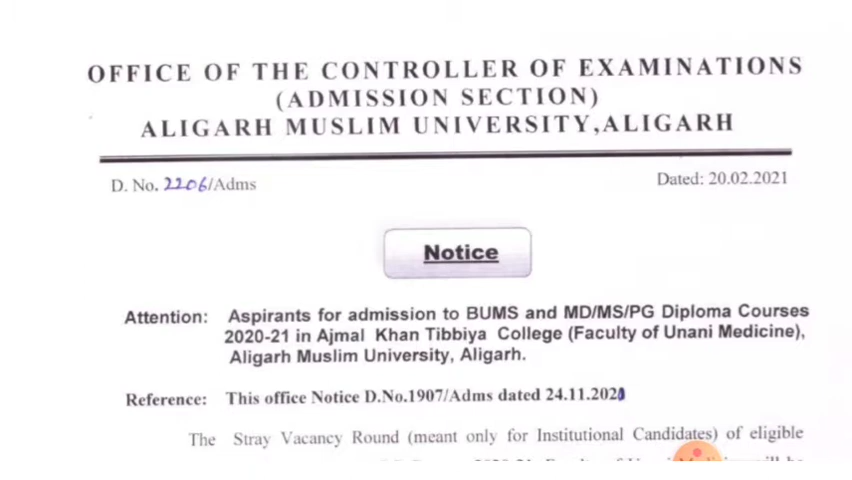 OFFICE OF THE CONTROLLER OF EXAMINATIONS
(ADMISSION SECTION)
ALIGARH MUSLIM UNIVERSITY,ALIGARH
D. No. 2206/Adms
Dated: 20.02.2021
Notice
Attention: Aspirants for admission to BUMS and MD/MS/PG Diploma Courses
2020-21 in Ajmal Khan Tibbiya College (Faculty of Unani Medicine),
Aligarh Muslim University, Aligarh.
Reference: This office Notice D.No.1907/Adms dated 24.11.2021
The Stray Vacancy Round (meant only for Institutional Candidates) of eligible